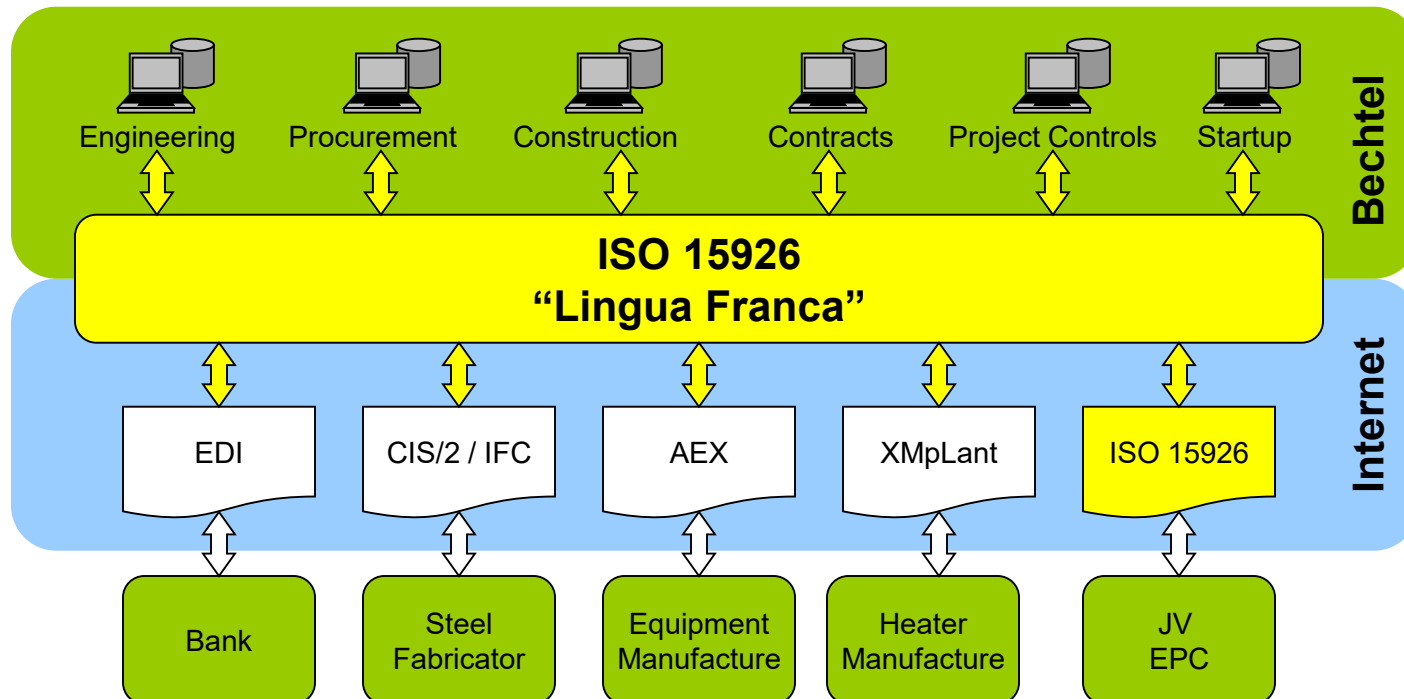 Engineering
Procurement
Construction
Contracts
Project Controls
Startup
Bechtel
ISO 15926
“Lingua Franca”
Internet
EDI
CIS/2 / IFC
AEX
XMpLant
ISO 15926
Bank
Steel
Fabricator
Equipment
Manufacture
Heater
Manufacture
JV
EPC